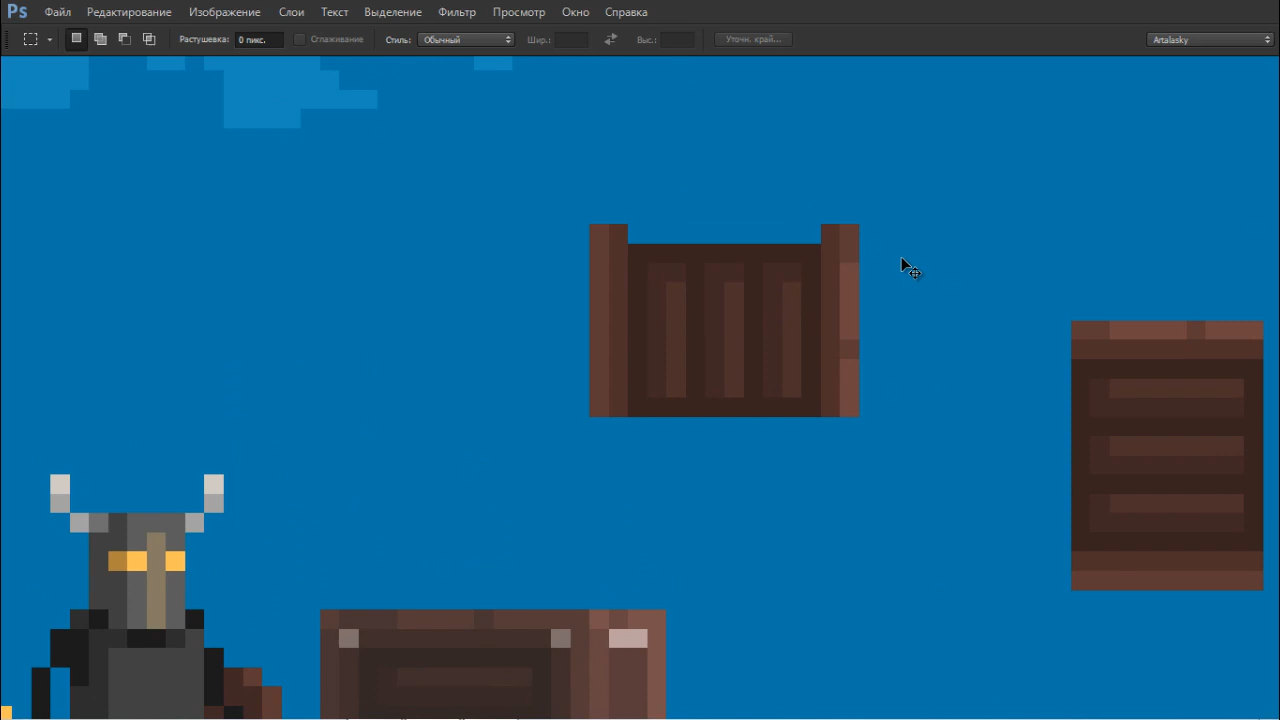 Ps Файл Редактирование Изображение Слои Текст Выделение Фильтр Просмотр Окно Справка
Растушевка: 0 пикс. Сглаживание Стиль: Обычный Шир.: Выс.: Уточн. край... Artalasky